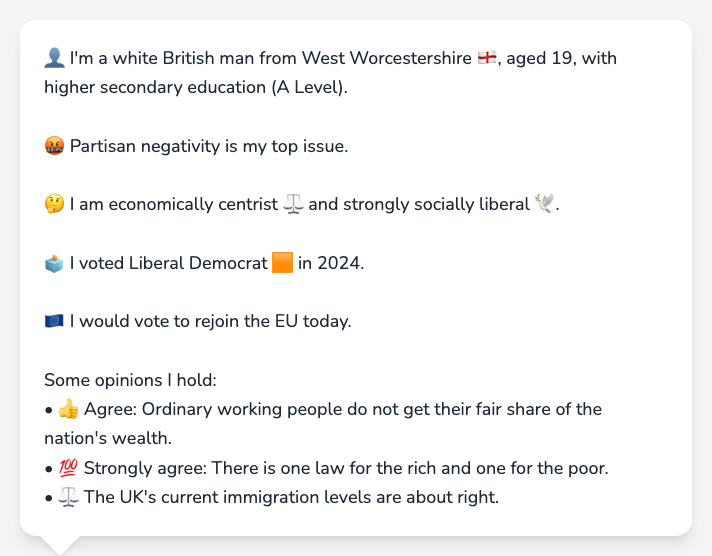 👤 I'm a white British man from West Worcestershire 🏴󠁧󠁢󠁥󠁮󠁧󠁿, aged 19, with
higher secondary education (A Level).
🤬 Partisan negativity is my top issue.
🤔 I am economically centrist ⚖️ and strongly socially liberal 🕊️.
🗳️ I voted Liberal Democrat 🟧 in 2024.
🇪🇺 I would vote to rejoin the EU today.
Some opinions I hold:
• 👍 Agree: Ordinary working people do not get their fair share of the
nation's wealth.
• 💯 Strongly agree: There is one law for the rich and one for the poor.
• ⚖️ The UK's current immigration levels are about right.